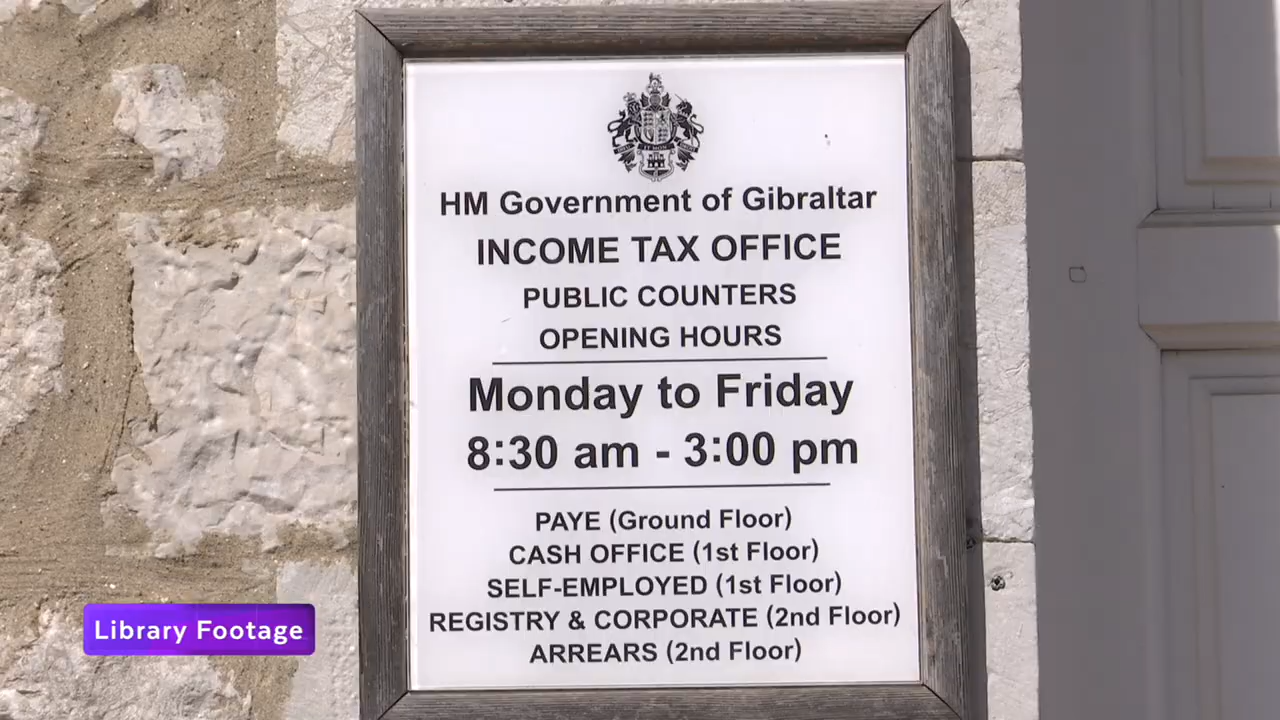 HM Government of Gibraltar
INCOME TAX OFFICE
PUBLIC COUNTERS
OPENING HOURS
Monday to Friday
8:30 am - 3:00 pm
PAYE (Ground Floor)
CASH OFFICE (1st Floor)
SELF-EMPLOYED (1st Floor)
REGISTRY & CORPORATE (2nd Floor)
ARREARS (2nd Floor)
Library Footage